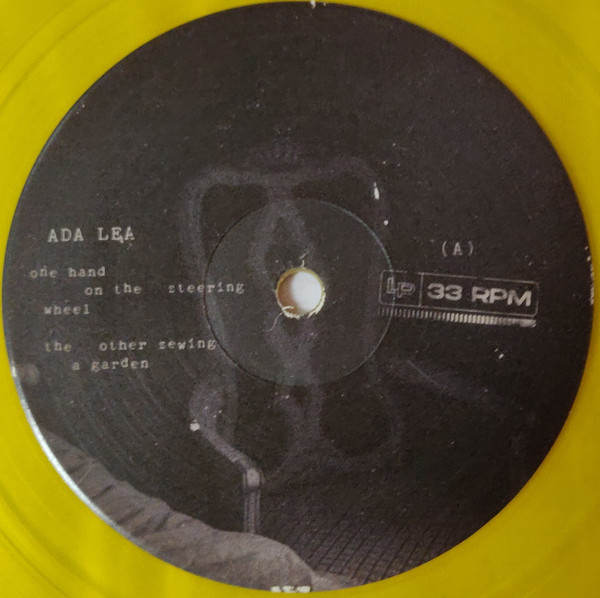 ADA LEA
one hand
on the steering
wheel
the other sewing
a garden
(A)
LP 33 RPM